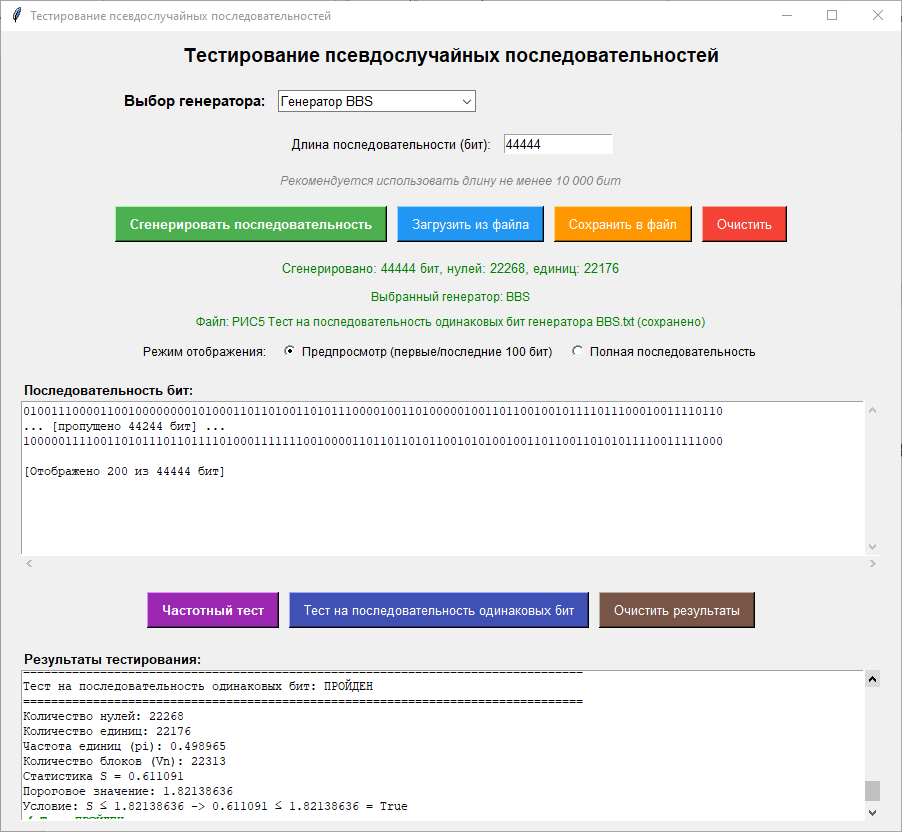 Тестирование псевдослучайных последовательностей
Тестирование псевдослучайных последовательностей
Выбор генератора: Генератор BBS
Длина последовательности (бит): 44444
Рекомендуется использовать длину не менее 10 000 бит
Сгенерировать последовательность Загрузить из файла Сохранить в файл Очистить
Сгенерировано: 44444 бит, нулей: 22268, единиц: 22176
Выбранный генератор: BBS
Файл: РИС5 Тест на последовательность одинаковых бит генератора BBS.txt (сохранено)
Режим отображения: Предпросмотр (первые/последние 100 бит) Полная последовательность
Последовательность бит:
0100111000011001000000001010001101101001101011100001001101000001001101100100101111011100010011110110
... [пропущено 44244 бит] ...
1000001111001101011101101111010001111111001000011011011010110010101001001101100110101011110011111000
[Отображено 200 из 44444 бит]
Частотный тест Тест на последовательность одинаковых бит Очистить результаты
Результаты тестирования:
Тест на последовательность одинаковых бит: ПРОЙДЕН
================================================================================
Количество нулей: 22268
Количество единиц: 22176
Частота единиц (pi): 0.498965
Количество блоков (Vn): 22313
Статистика S = 0.611091
Пороговое значение: 1.82138636
Условие: S ≤ 1.82138636 -> 0.611091 ≤ 1.82138636 = True